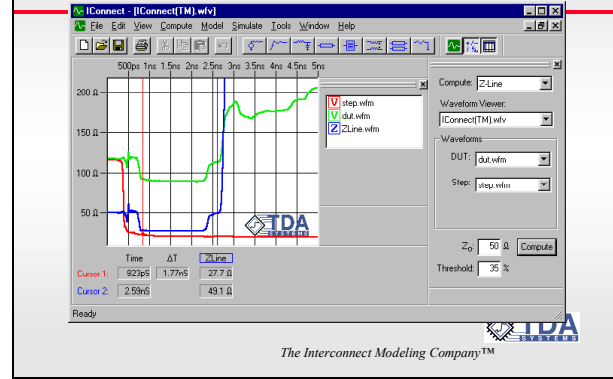 IConnect - [IConnect(TM).wfv]
File Edit View Compute Model Simulate Tools Window Help
500ps 1ns 1.5ns 2ns 2.5ns 3ns 3.5ns 4ns 4.5ns 5ns
200 Ω
150 Ω
100 Ω
50 Ω
V step.wfm
V dut.wfm
Z ZLine.wfm
TDA
SYSTEMS
Compute: Z-Line
Waveform Viewer:
IConnect(TM).wfv
Waveforms
DUT: dut.wfm
Step: step.wfm
Z0: 50 Ω Compute
Threshold: 35 %
Time ΔT ZLine
Cursor 1: 823pS 1.77nS 27.7 Ω
Cursor 2: 2.59nS 49.1 Ω
Ready
TDA
SYSTEMS
The Interconnect Modeling Company™